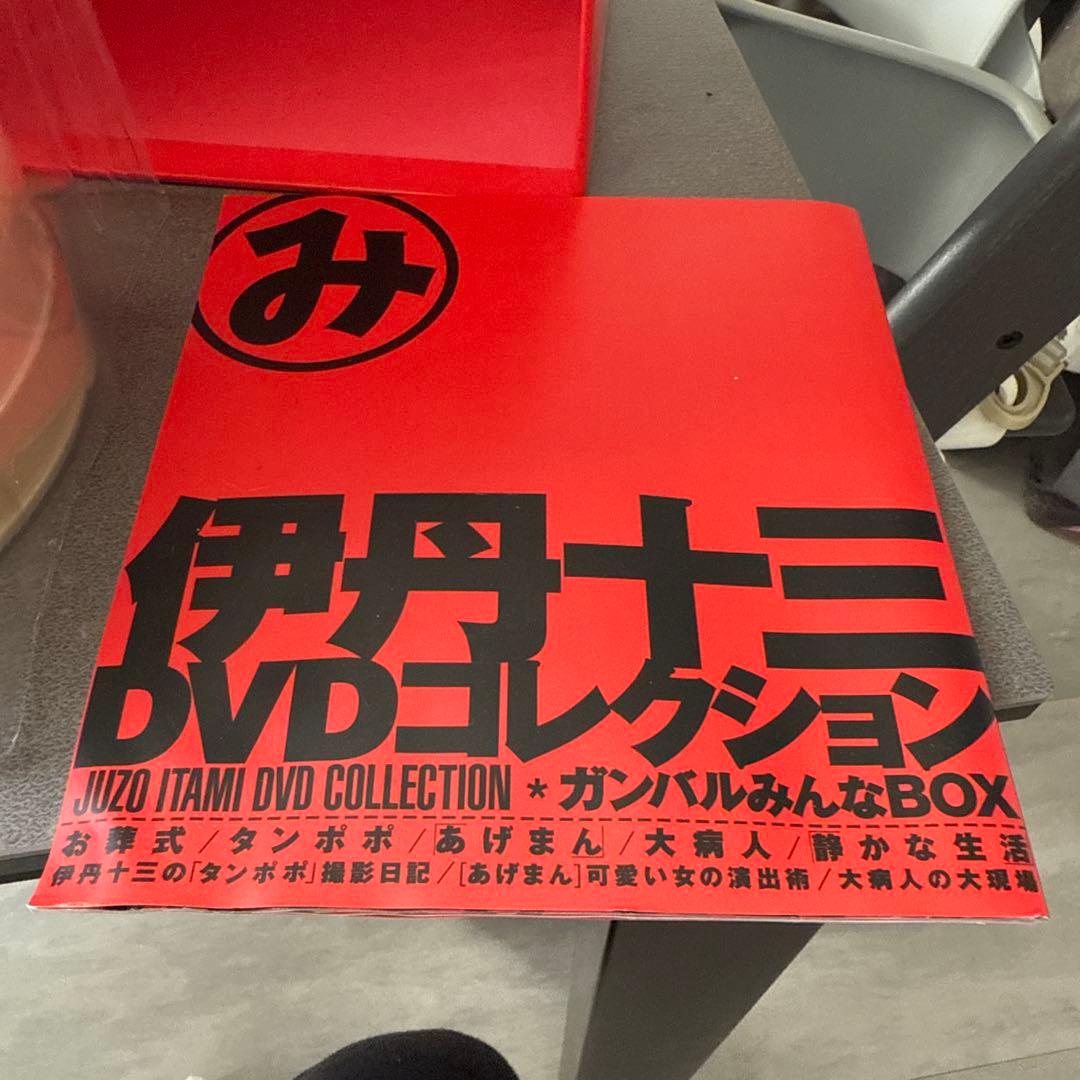 み
伊丹十三
DVDコレクション
JUZO ITAMI DVD COLLECTION * ガンバルみんなBOX
お葬式/タンポポ/[あげまん]/大病人/静かな生活
伊丹十三の「タンポポ」撮影日記/[あげまん]可愛い女の演出術/大病人の大現場